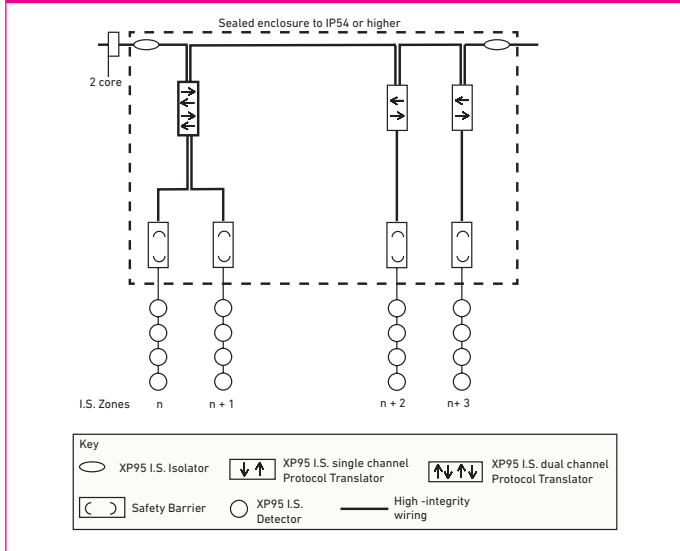 Sealed enclosure to IP54 or higher
2 core
I.S. Zones n n + 1 n + 2 n+ 3
Key
XP95 I.S. Isolator
XP95 I.S. single channel
Protocol Translator
XP95 I.S. dual channel
Protocol Translator
Safety Barrier
XP95 I.S.
Detector
High -integrity
wiring